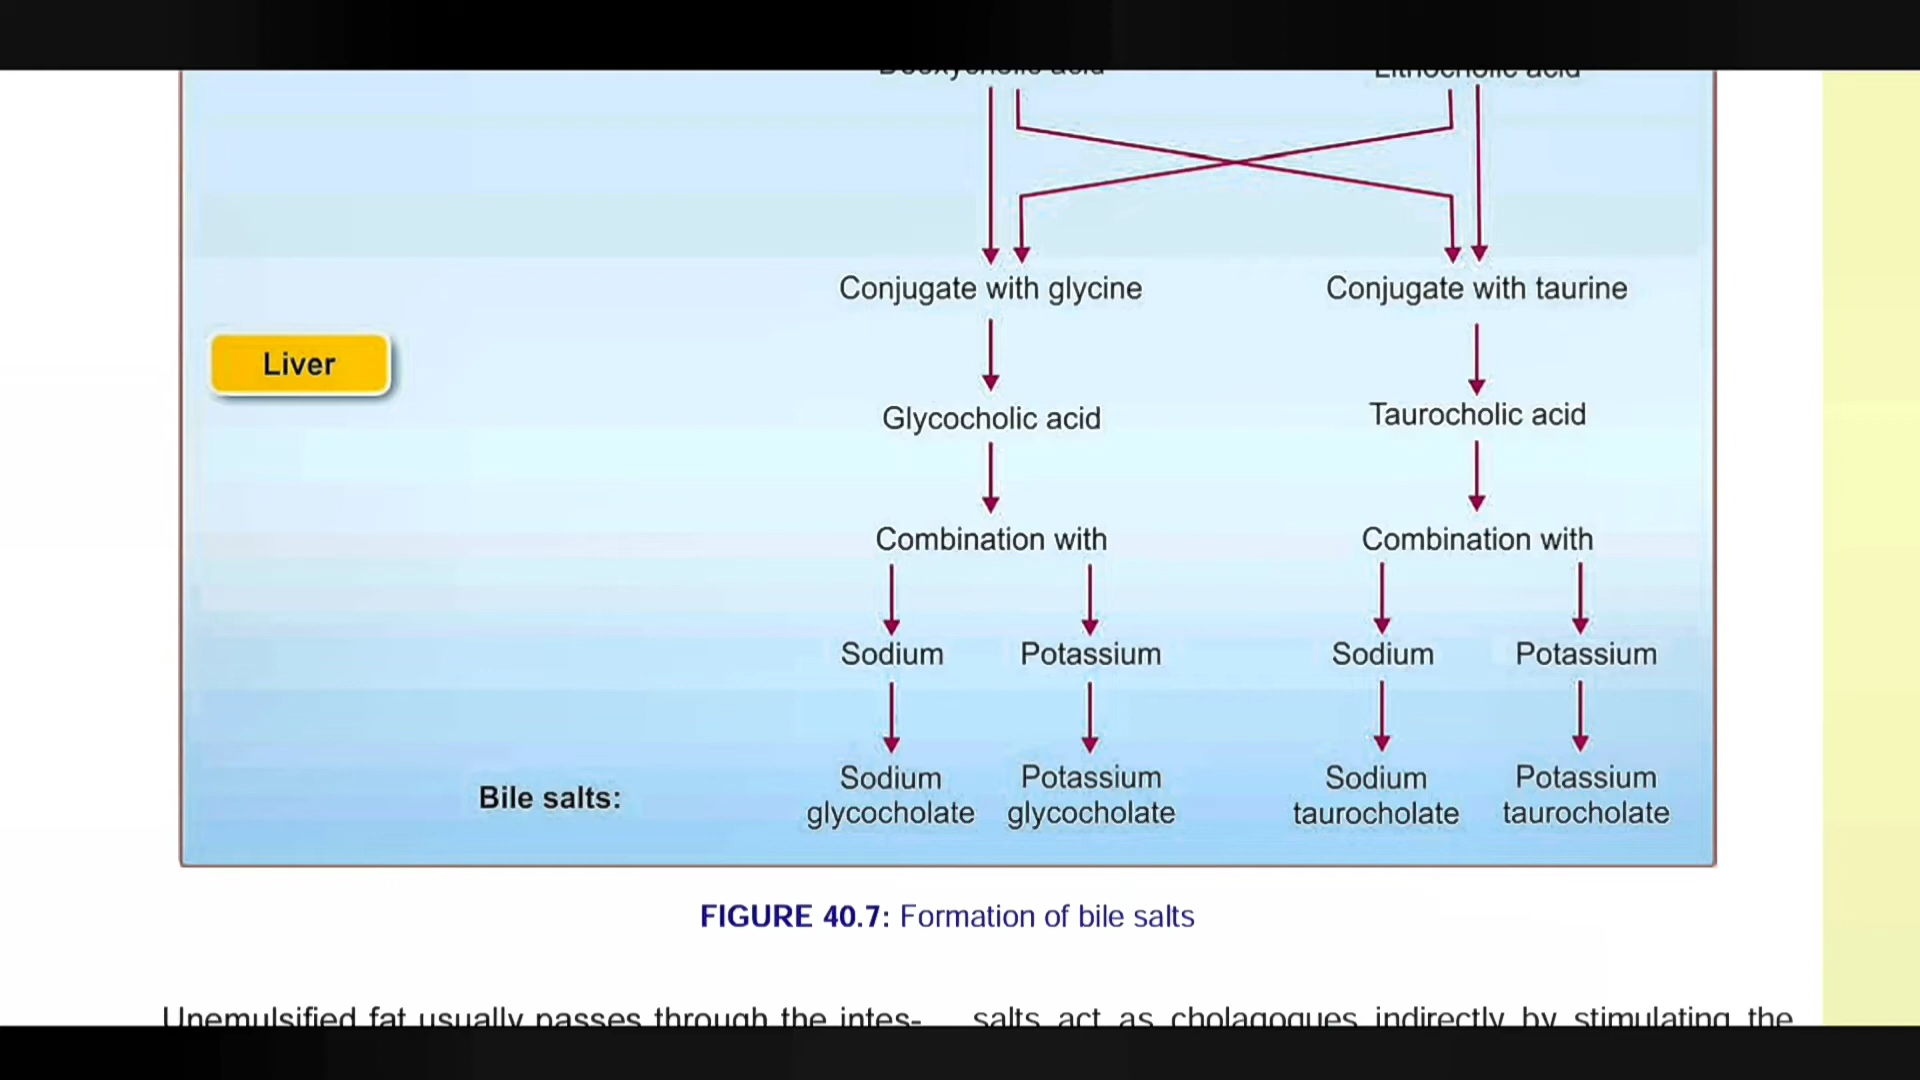 Deoxycholic acid Lithocholic acid
Conjugate with glycine Conjugate with taurine
Liver
Glycocholic acid Taurocholic acid
Combination with Combination with
Sodium Potassium Sodium Potassium
Bile salts:
Sodium Potassium Sodium Potassium
glycocholate glycocholate taurocholate taurocholate
FIGURE 40.7: Formation of bile salts
Unemulsified fat usually passes through the intes-
salts act as cholagogues indirectly by stimulating the